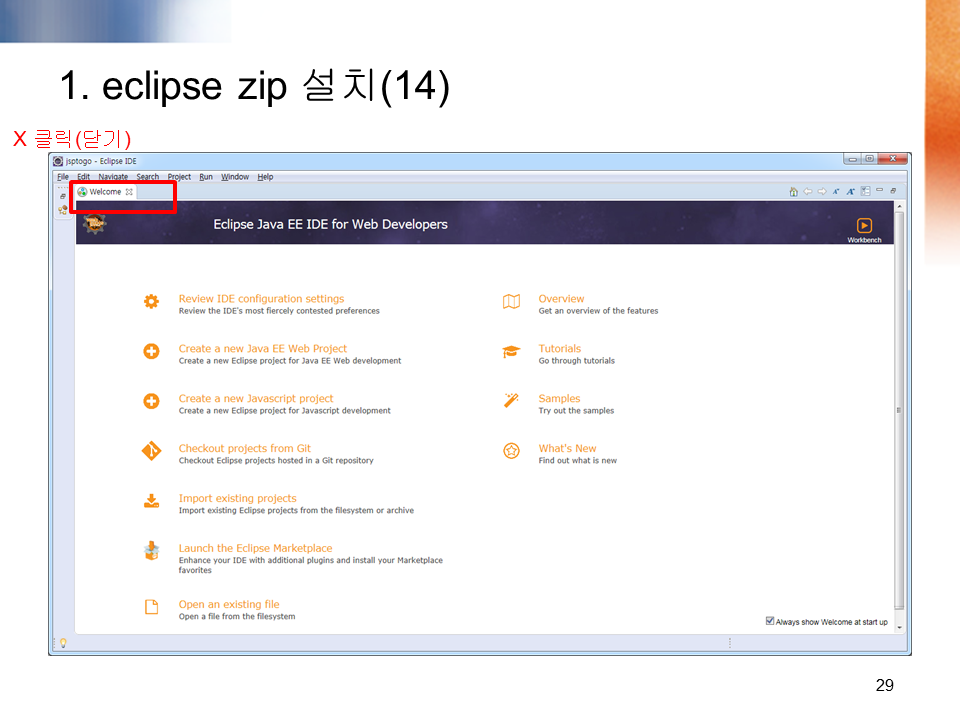 1. eclipse zip 설치(14)
X 클릭(닫기)
jsptogo - Eclipse IDE
File Edit Navigate Search Project Run Window Help
Welcome
Eclipse Java EE IDE for Web Developers
Workbench
Review IDE configuration settings
Review the IDE's most fiercely contested preferences
Create a new Java EE Web Project
Create a new Eclipse project for Java EE Web development
Create a new Javascript project
Create a new Eclipse project for Javascript development
Checkout projects from Git
Checkout Eclipse projects hosted in a Git repository
Import existing projects
Import existing Eclipse projects from the filesystem or archive
Launch the Eclipse Marketplace
Enhance your IDE with additional plugins and install your Marketplace
favorites
Open an existing file
Open a file from the filesystem
Overview
Get an overview of the features
Tutorials
Go through tutorials
Samples
Try out the samples
What's New
Find out what is new
Always show Welcome at start up
29